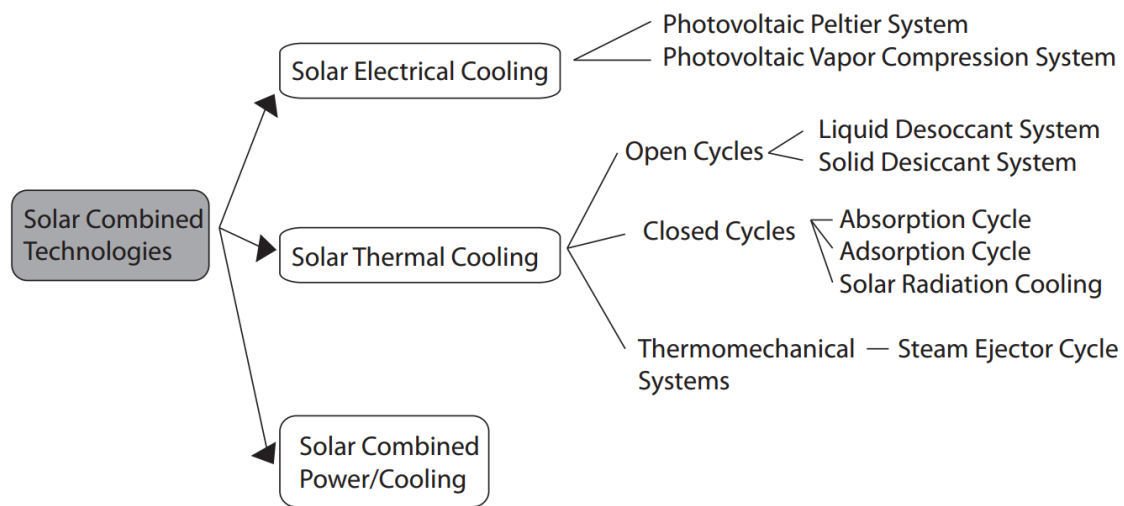 Photovoltaic Peltier System
Solar Electrical Cooling
Photovoltaic Vapor Compression System
Liquid Desoccant System
Open Cycles
Solid Desiccant System
Solar Combined
Technologies
Solar Thermal Cooling
Closed Cycles
Absorption Cycle
Adsorption Cycle
Solar Radiation Cooling
Thermomechanical
Systems
Steam Ejector Cycle
Solar Combined
Power/Cooling